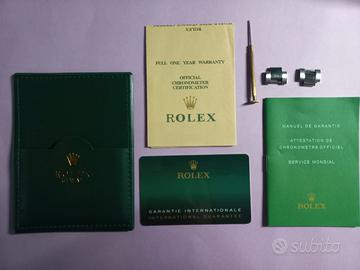 ROLEX
FULL ONE YEAR WARRANTY
OFFICIAL
CHRONOMETER
CERTIFICATION
ROLEX
ROLEX
GARANTIE INTERNATIONALE
INTERNATIONAL GUARANTEE
MANUEL DE GARANTIE
ATTESTATION DE
CHRONOMETRE OFFICIEL
SERVICE MONDIAL
ROLEX
subito